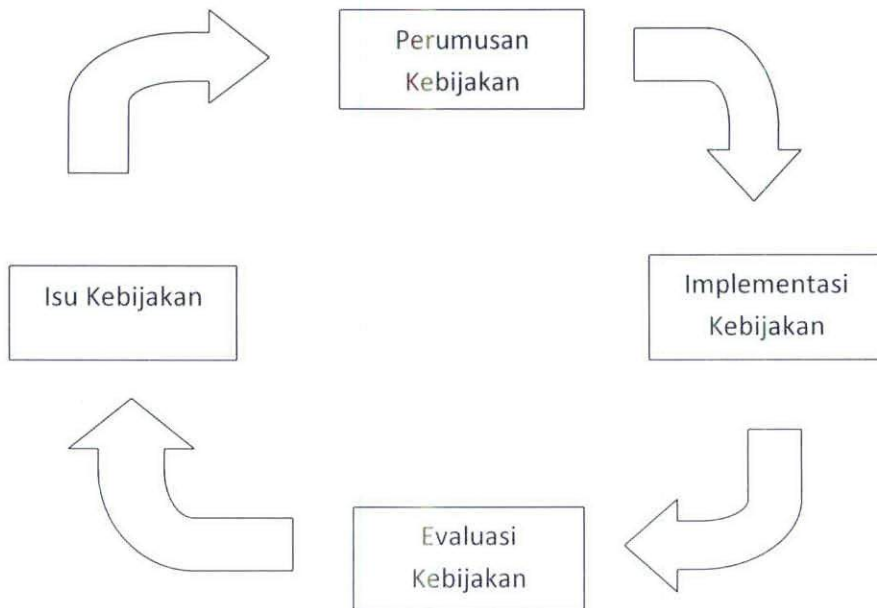 Perumusan
Kebijakan
Isu Kebijakan
Implementasi
Kebijakan
Evaluasi
Kebijakan